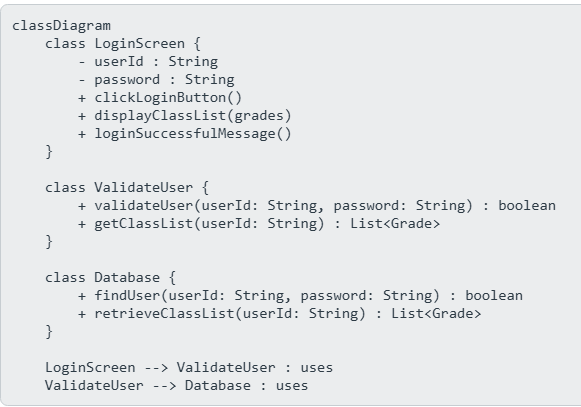 classDiagram
    class LoginScreen {
        - userId : String
        - password : String
        + clickLoginButton()
        + displayClassList(grades)
        + loginSuccessfulMessage()
    }

    class ValidateUser {
        + validateUser(userId: String, password: String) : boolean
        + getClassList(userId: String) : List<Grade>
    }

    class Database {
        + findUser(userId: String, password: String) : boolean
        + retrieveClassList(userId: String) : List<Grade>
    }

    LoginScreen --> ValidateUser : uses
    ValidateUser --> Database : uses